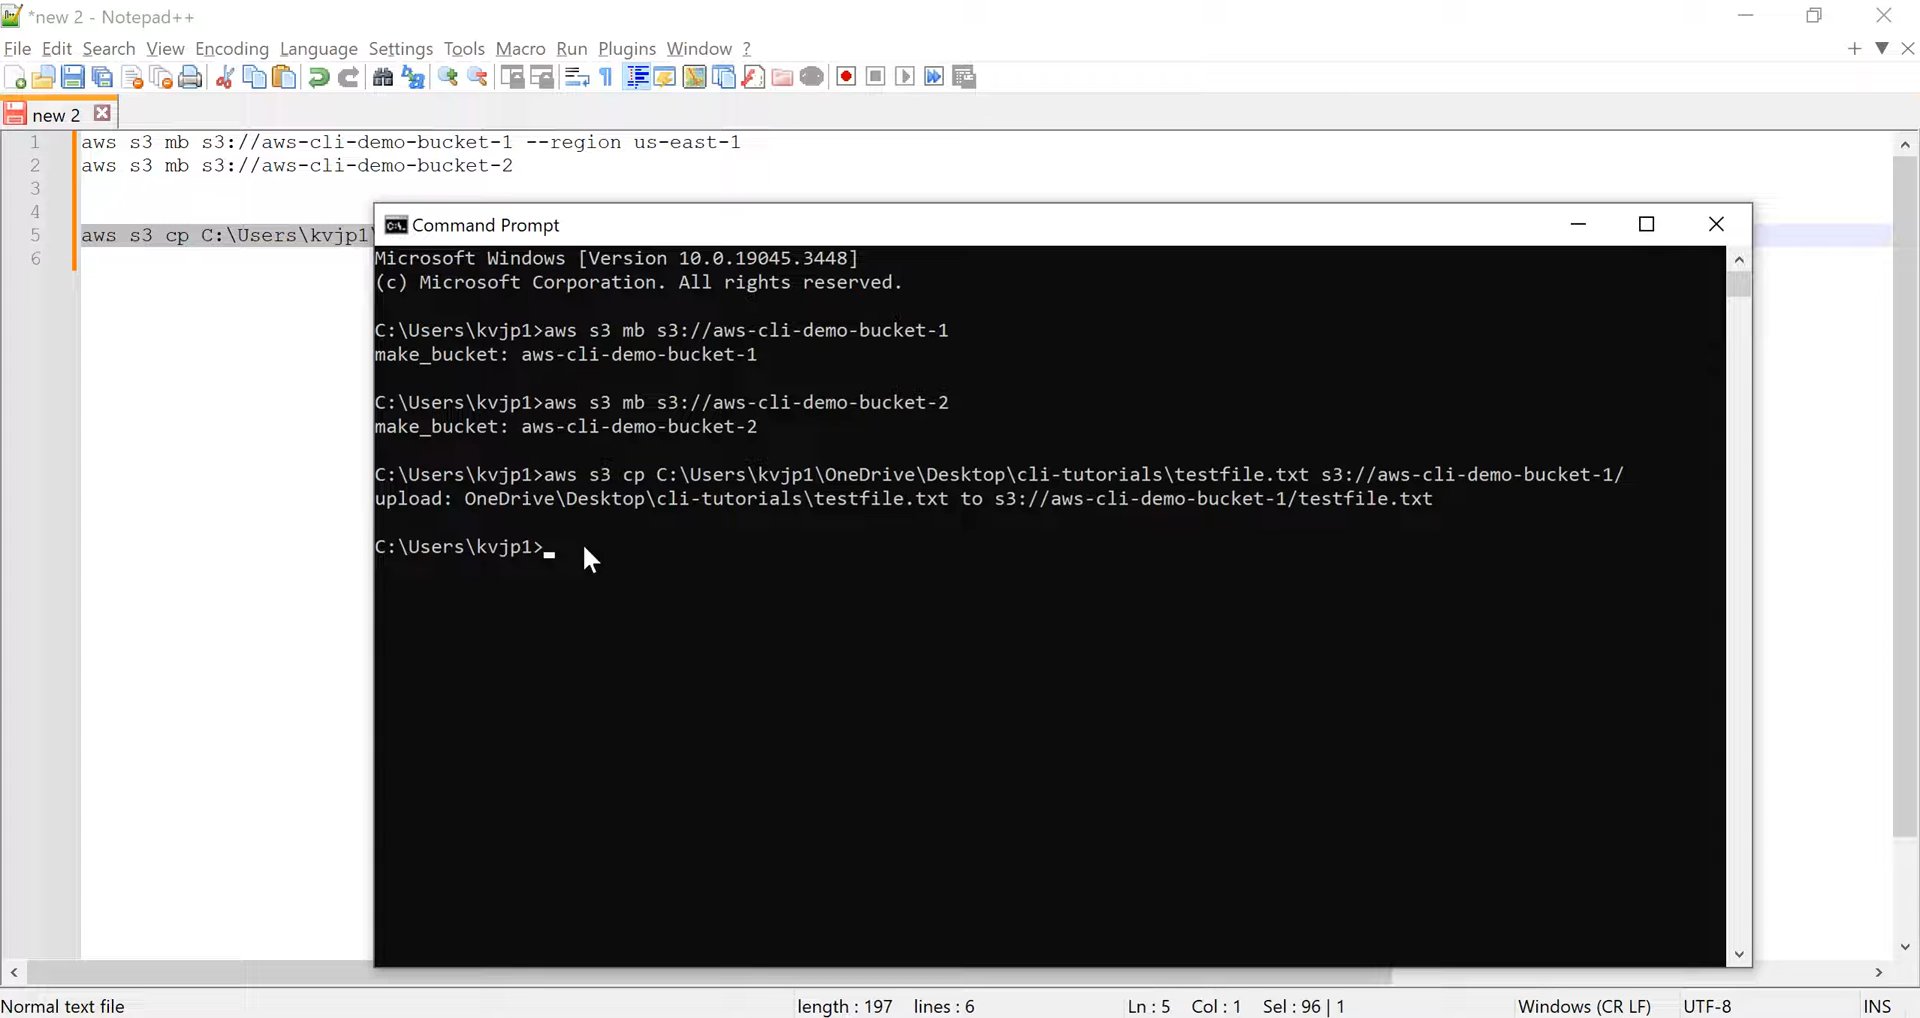 *new 2 - Notepad++
File Edit Search View Encoding Language Settings Tools Macro Run Plugins Window ?
new 2
1 aws s3 mb s3://aws-cli-demo-bucket-1 --region us-east-1
2 aws s3 mb s3://aws-cli-demo-bucket-2
3
4
5 aws s3 cp C:\Users\kvjp1\
6
Command Prompt
Microsoft Windows [Version 10.0.19045.3448]
(c) Microsoft Corporation. All rights reserved.
C:\Users\kvjp1>aws s3 mb s3://aws-cli-demo-bucket-1
make_bucket: aws-cli-demo-bucket-1
C:\Users\kvjp1>aws s3 mb s3://aws-cli-demo-bucket-2
make_bucket: aws-cli-demo-bucket-2
C:\Users\kvjp1>aws s3 cp C:\Users\kvjp1\OneDrive\Desktop\cli-tutorials\testfile.txt s3://aws-cli-demo-bucket-1/
upload: OneDrive\Desktop\cli-tutorials\testfile.txt to s3://aws-cli-demo-bucket-1/testfile.txt
C:\Users\kvjp1>
Normal text file length : 197 lines : 6 Ln : 5 Col : 1 Sel : 96 | 1 Windows (CR LF) UTF-8 INS